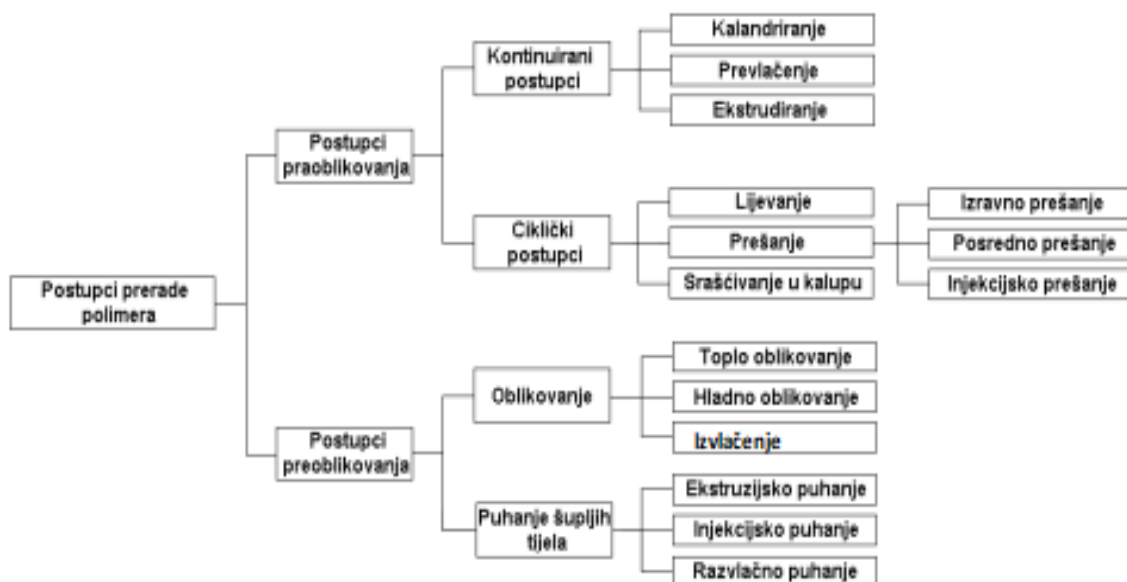 Kalandriranje
Kontinuirani
postupci
Prevlačenje
Ekstrudiranje
Postupci
praoblikovanja
Lijevanje
Izravno prešanje
Ciklički
postupci
Prešanje
Posredno prešanje
Srašćivanje u kalupu
Injekcijsko prešanje
Postupci prerade
polimera
Toplo oblikovanje
Oblikovanje
Hladno oblikovanje
Izvlačenje
Postupci
preoblikovanja
Ekstruzijsko puhanje
Puhanje šupljih
tijela
Injekcijsko puhanje
Razvlačno puhanje